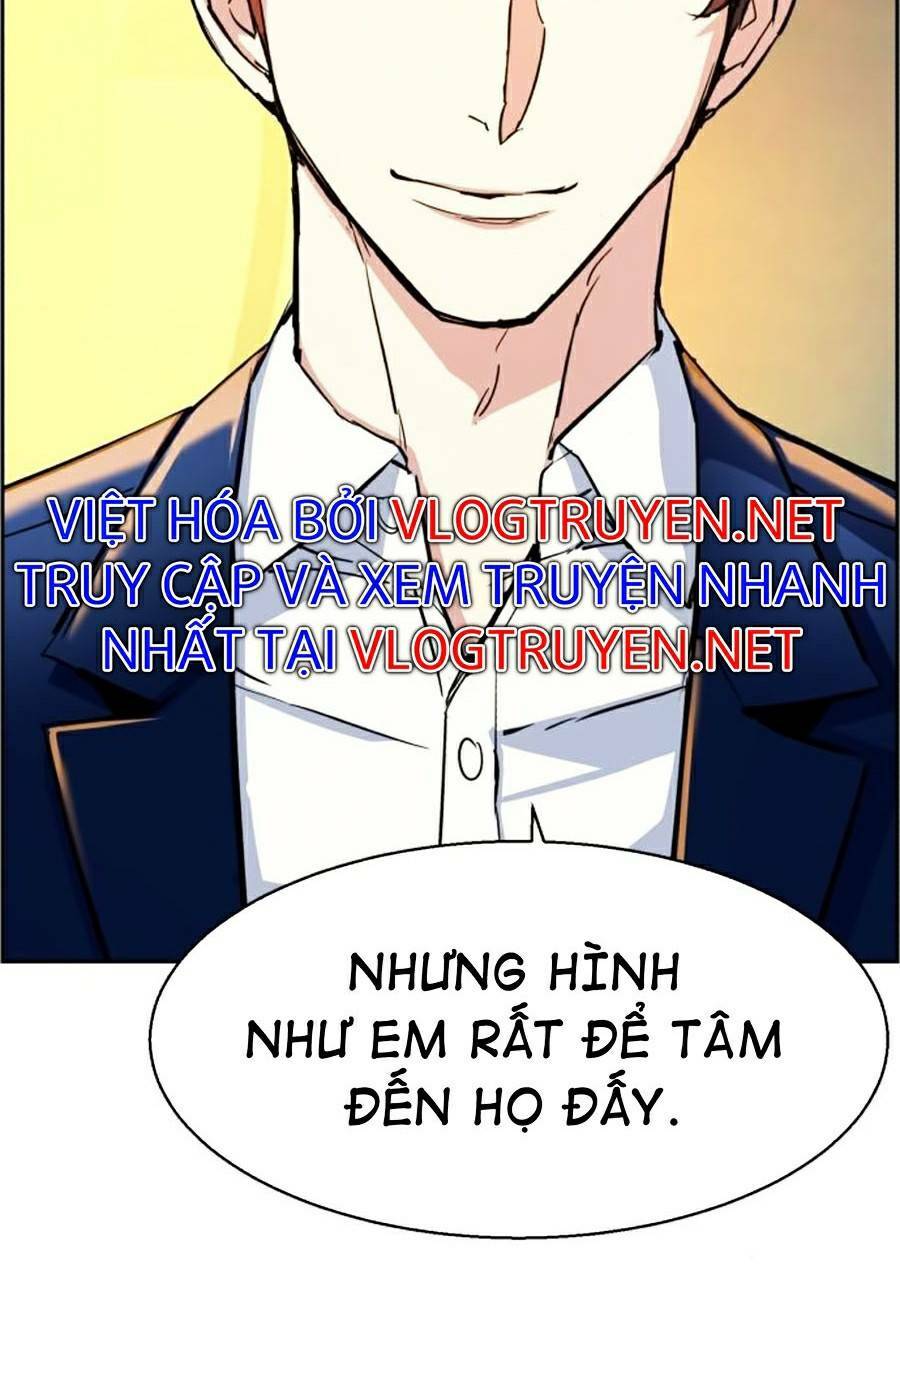 VIỆT HÓA BỞI VLOGTRUYEN.NET
TRUY CẬP VÀ XEM TRUYỆN NHANH
NHẤT TẠI VLOGTRUYEN.NET
NHƯNG HÌNH
NHƯ EM RẤT ĐỂ TÂM
ĐẾN HỌ ĐẤY.